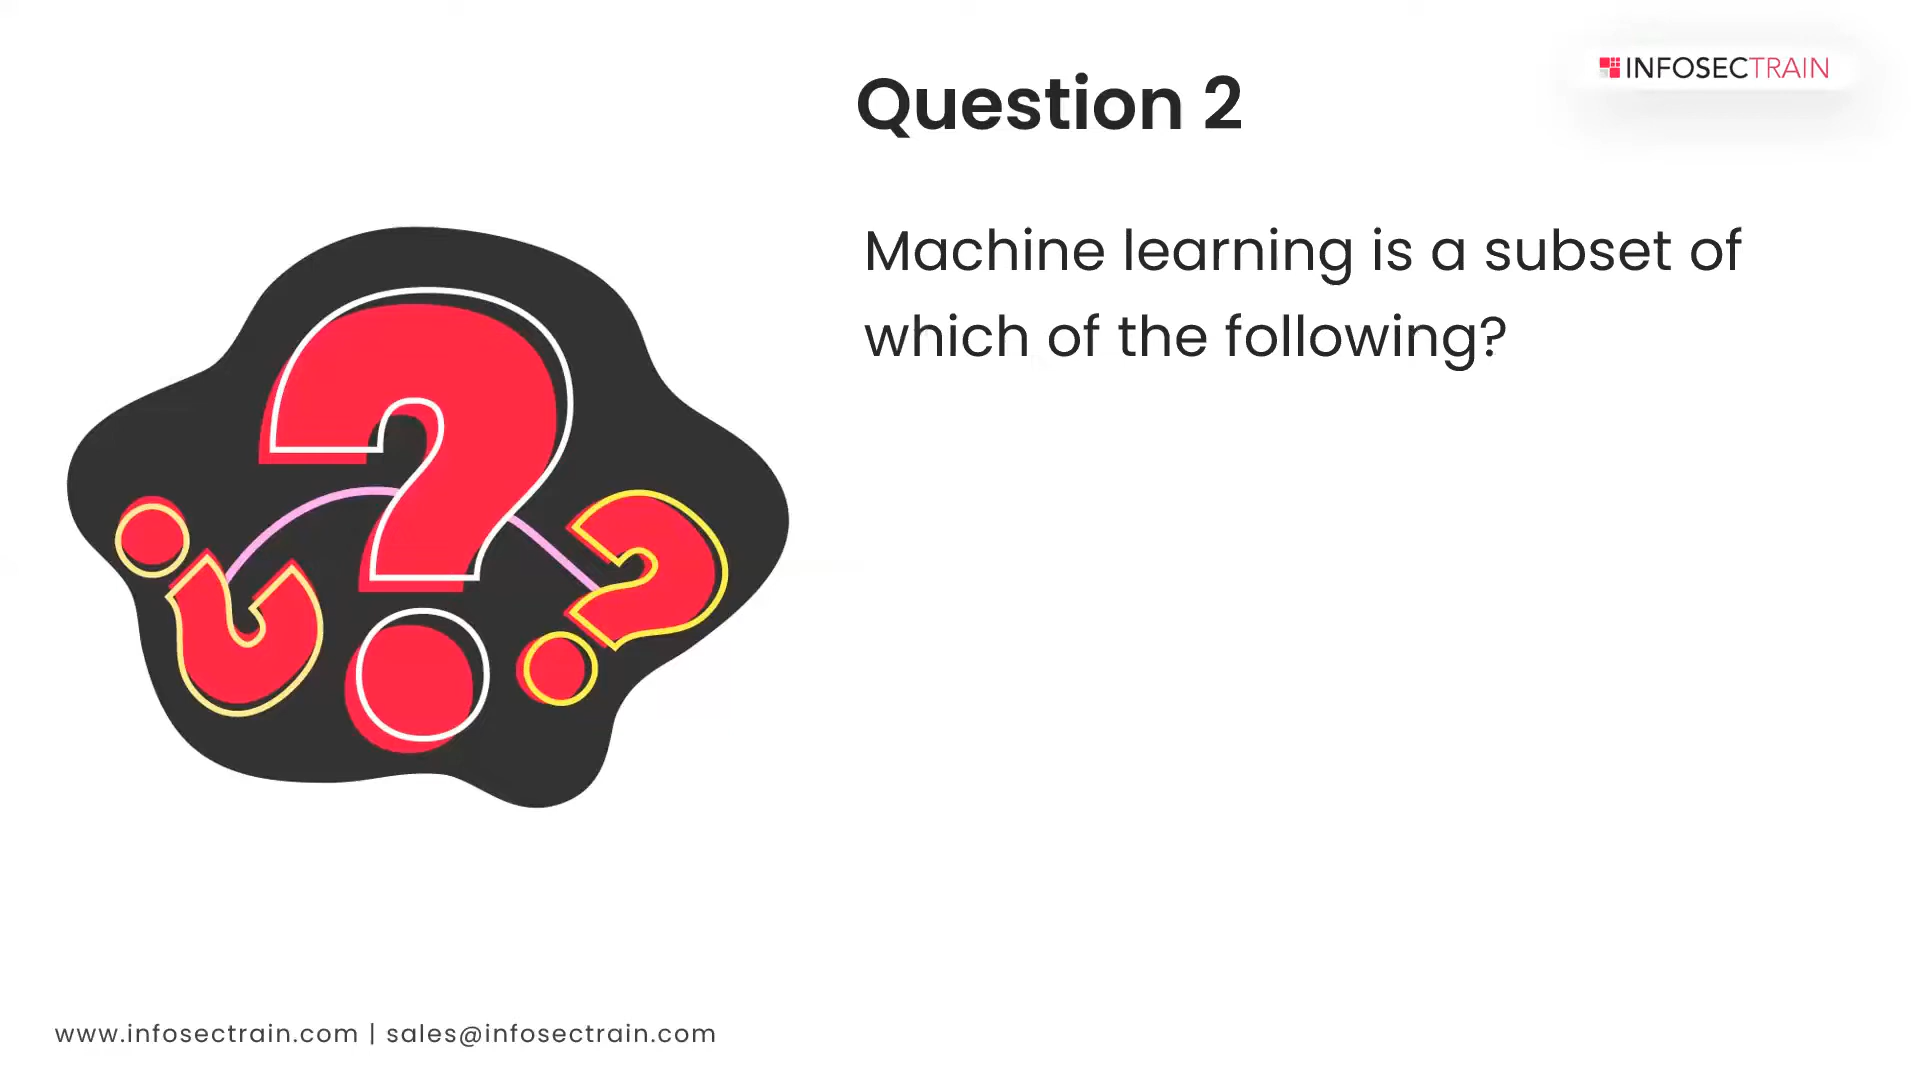 INFOSECTRAIN
Question 2
Machine learning is a subset of
which of the following?
www.infosectrain.com | sales@infosectrain.com